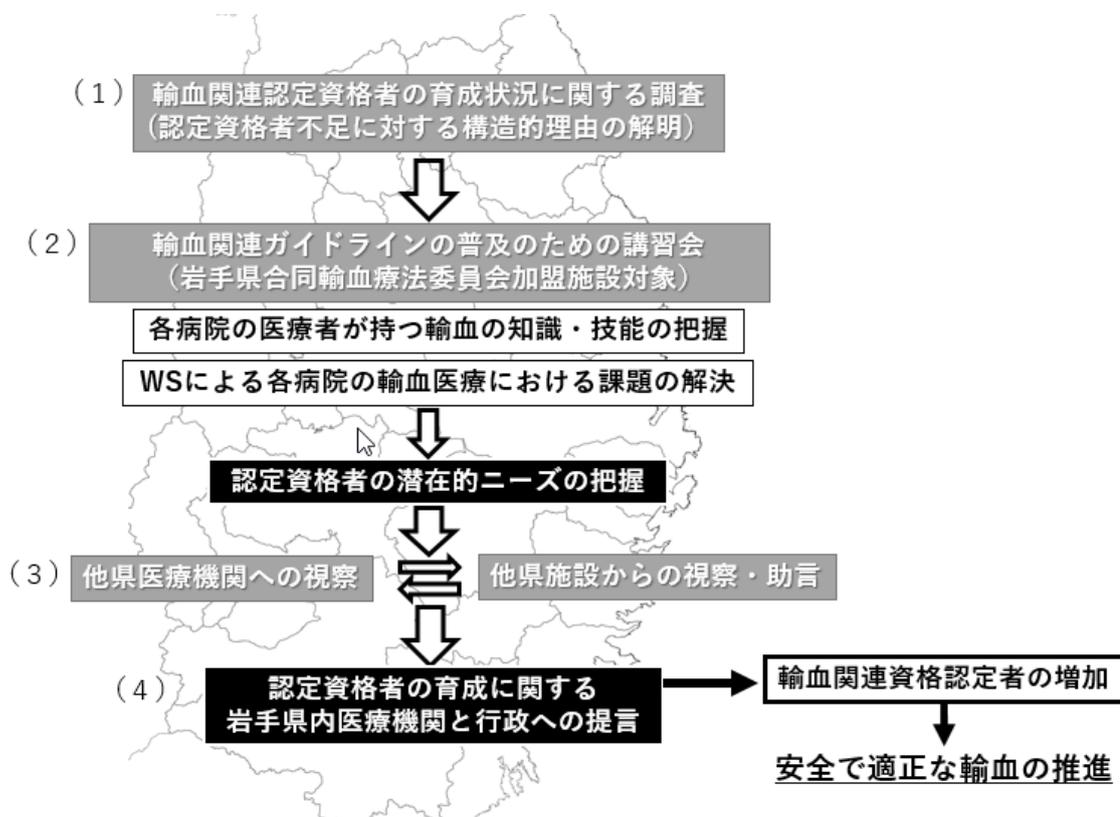 （1）
輸血関連認定資格者の育成状況に関する調査
(認定資格者不足に対する構造的理由の解明）
（2）
輸血関連ガイドラインの普及のための講習会
（岩手県合同輸血療法委員会加盟施設対象）
各病院の医療者が持つ輸血の知識・技能の把握
WSによる各病院の輸血医療における課題の解決
認定資格者の潜在的ニーズの把握
（3）
他県医療機関への視察
他県施設からの視察・助言
（4）
認定資格者の育成に関する
岩手県内医療機関と行政への提言
輸血関連資格認定者の増加
安全で適正な輸血の推進